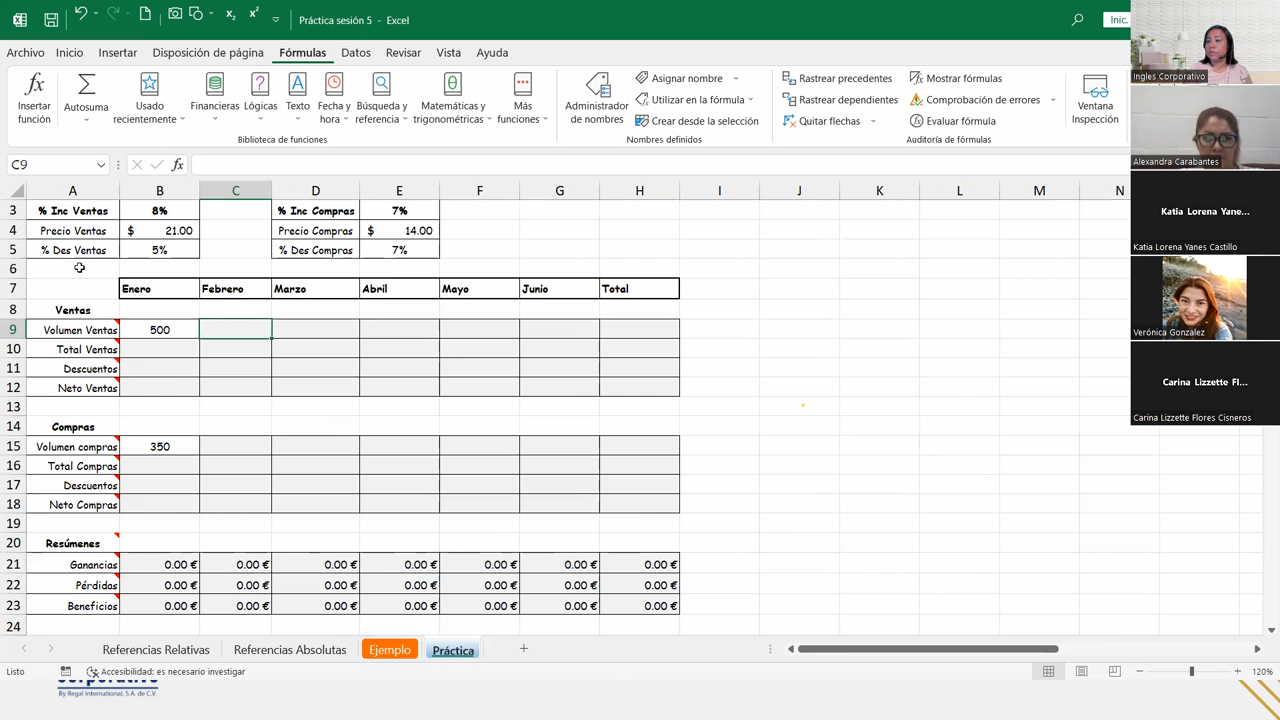 Práctica sesión 5 - Excel
Inic.
Archivo Inicio Insertar Disposición de página Fórmulas Datos Revisar Vista Ayuda
Insertar función
Autosuma
Usado recientemente
Financieras
Lógicas
Texto
Fecha y hora
Búsqueda y referencia
Matemáticas y trigonométricas
Más funciones
Biblioteca de funciones
Administrador de nombres
Asignar nombre
Utilizar en la fórmula
Crear desde la selección
Nombres definidos
Rastrear precedentes
Rastrear dependientes
Quitar flechas
Mostrar fórmulas
Comprobación de errores
Evaluar fórmula
Auditoría de fórmulas
Ventana Inspección
C9 fx
A B C D E F G H I J K L M N
3 % Inc Ventas 8% % Inc Compras 7%
4 Precio Ventas $ 21.00 Precio Compras $ 14.00
5 % Des Ventas 5% % Des Compras 7%
6
7 Enero Febrero Marzo Abril Mayo Junio Total
8 Ventas
9 Volumen Ventas 500
10 Total Ventas
11 Descuentos
12 Neto Ventas
13
14 Compras
15 Volumen compras 350
16 Total Compras
17 Descuentos
18 Neto Compras
19
20 Resúmenes
21 Ganancias 0.00 € 0.00 € 0.00 € 0.00 € 0.00 € 0.00 € 0.00 €
22 Pérdidas 0.00 € 0.00 € 0.00 € 0.00 € 0.00 € 0.00 € 0.00 €
23 Beneficios 0.00 € 0.00 € 0.00 € 0.00 € 0.00 € 0.00 € 0.00 €
24
Referencias Relativas Referencias Absolutas Ejemplo Práctica
Listo Accesibilidad: es necesario investigar 120%
By Regal International, S.A. de C.V.
Ingles Corporativo
Alexandra Carabantes
Katia Lorena Yane...
Katia Lorena Yanes Castillo
Verónica Gonzalez
Carina Lizzette Fl...
Carina Lizzette Flores Cisneros